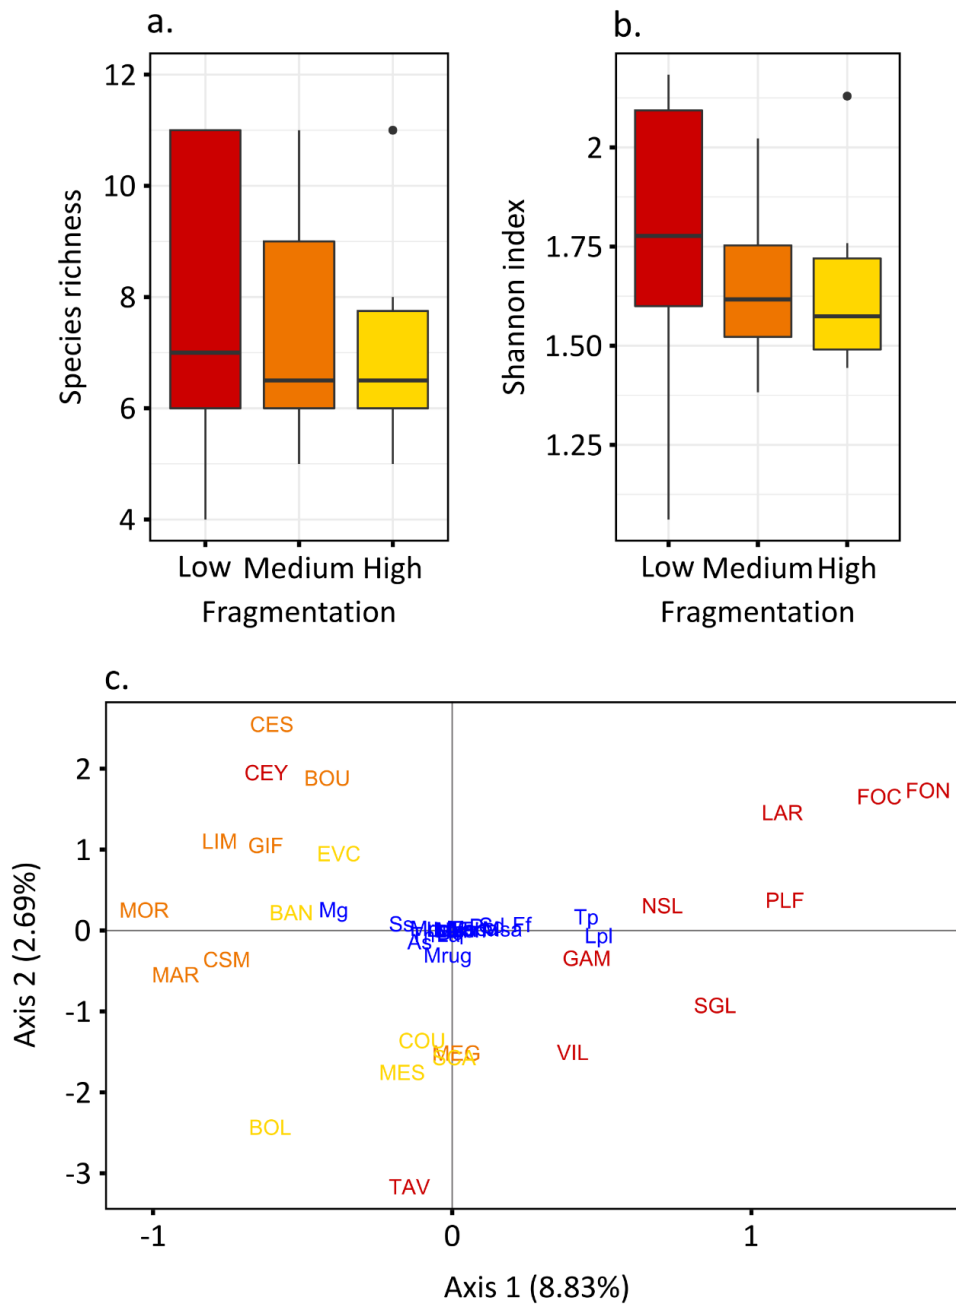 a.
b.
12
10
8
6
4
Species richness
Low Medium High
Fragmentation
2
1.75
1.50
1.25
Shannon index
Low Medium High
Fragmentation
c.
CES
CEY BOU
FOC FON
LAR
LIM GIF
EVC
MOR BAN Mg NSL PLF
Ss Sd Ff Tp
As Msa Lpl
Mrug
CSM GAM
MAR
SGL
COU
MEG
VIL
MES
BOL
TAV
2
1
0
-1
-2
-3
Axis 2 (2.69%)
-1 0 1
Axis 1 (8.83%)